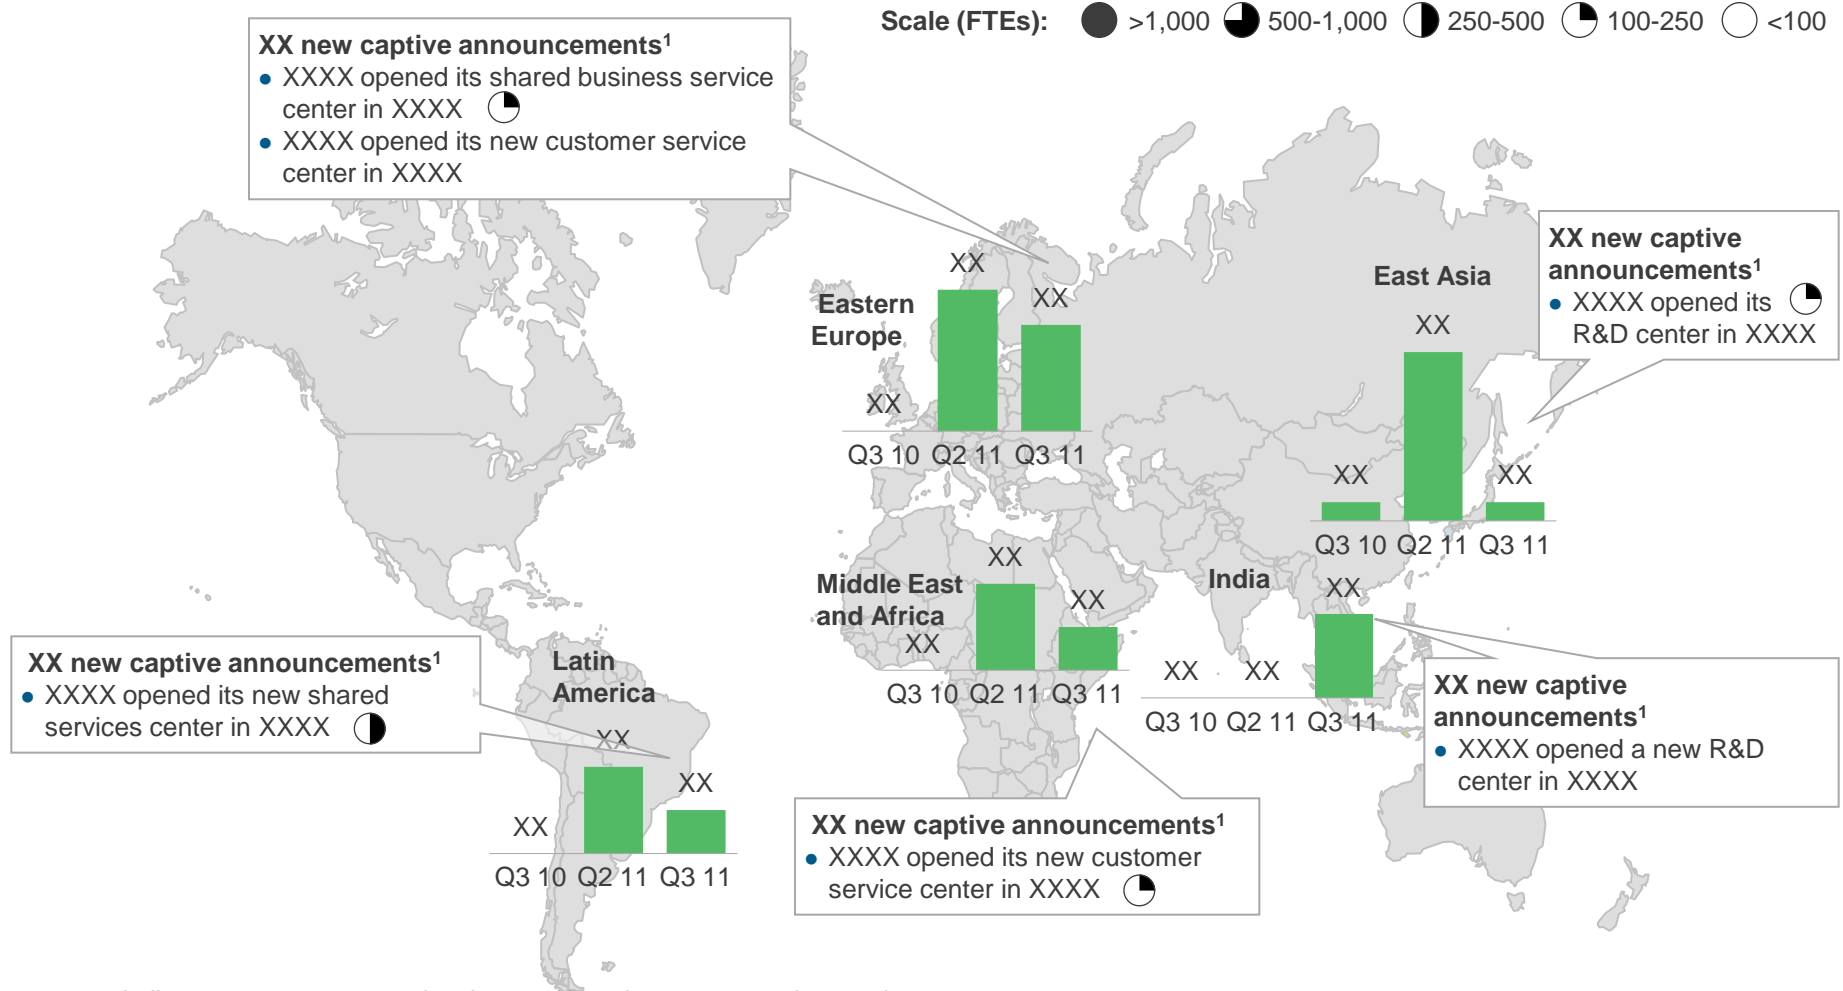 Scale (FTEs): >1,000 500-1,000 250-500 100-250 <100
XX new captive announcements¹
• XXXX opened its shared business service
center in XXXX
• XXXX opened its new customer service
center in XXXX
XX new captive
announcements¹
• XXXX opened its
R&D center in XXXX
East Asia
XX
XX
XX
Q3 10 Q2 11 Q3 11
Eastern
Europe
XX
XX
XX
Q3 10 Q2 11 Q3 11
Middle East
and Africa
XX
XX
XX
Q3 10 Q2 11 Q3 11
India
XX
XX
XX
Q3 10 Q2 11 Q3 11
XX new captive announcements¹
• XXXX opened its new shared
services center in XXXX
Latin
America
XX
XX
XX
Q3 10 Q2 11 Q3 11
XX new captive
announcements¹
• XXXX opened a new R&D
center in XXXX
XX new captive announcements¹
• XXXX opened its new customer
service center in XXXX